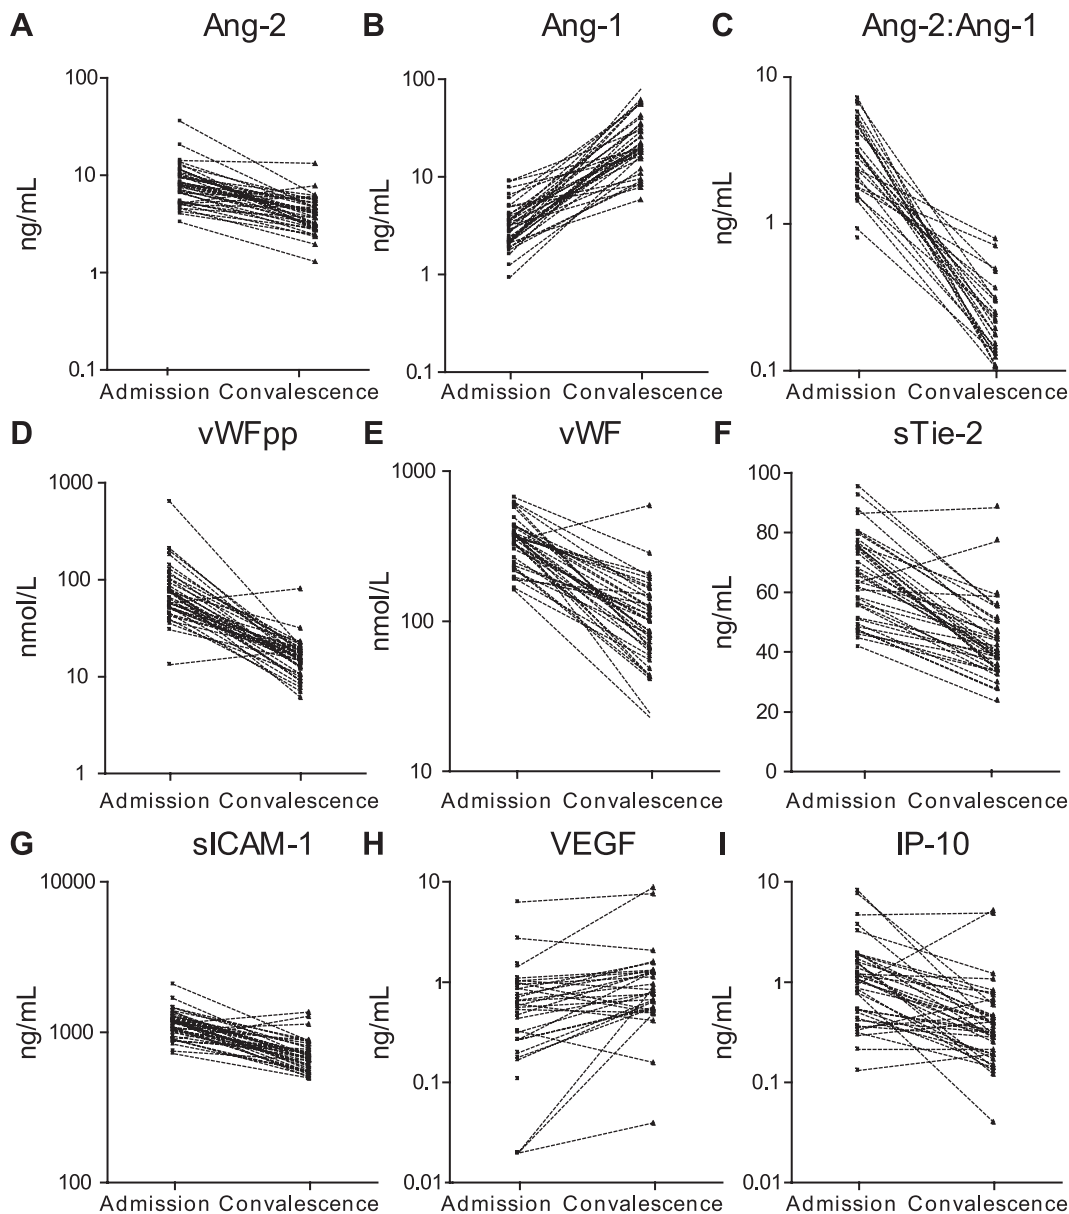 A Ang-2 B Ang-1 C Ang-2:Ang-1
100 100 10
10 10
1
ng/mL ng/mL ng/mL
1 1
0.1 0.1 0.1
Admission Convalescence Admission Convalescence Admission Convalescence
D vWFpp E vWF F sTie-2
1000 1000 100
80
100
60
nmol/L nmol/L 100 ng/mL
40
10
20
1 10 0
Admission Convalescence Admission Convalescence Admission Convalescence
G sICAM-1 H VEGF I IP-10
10000 10 10
1 1
1000
ng/mL ng/mL ng/mL
0.1 0.1
100 0.01 0.01
Admission Convalescence Admission Convalescence Admission Convalescence